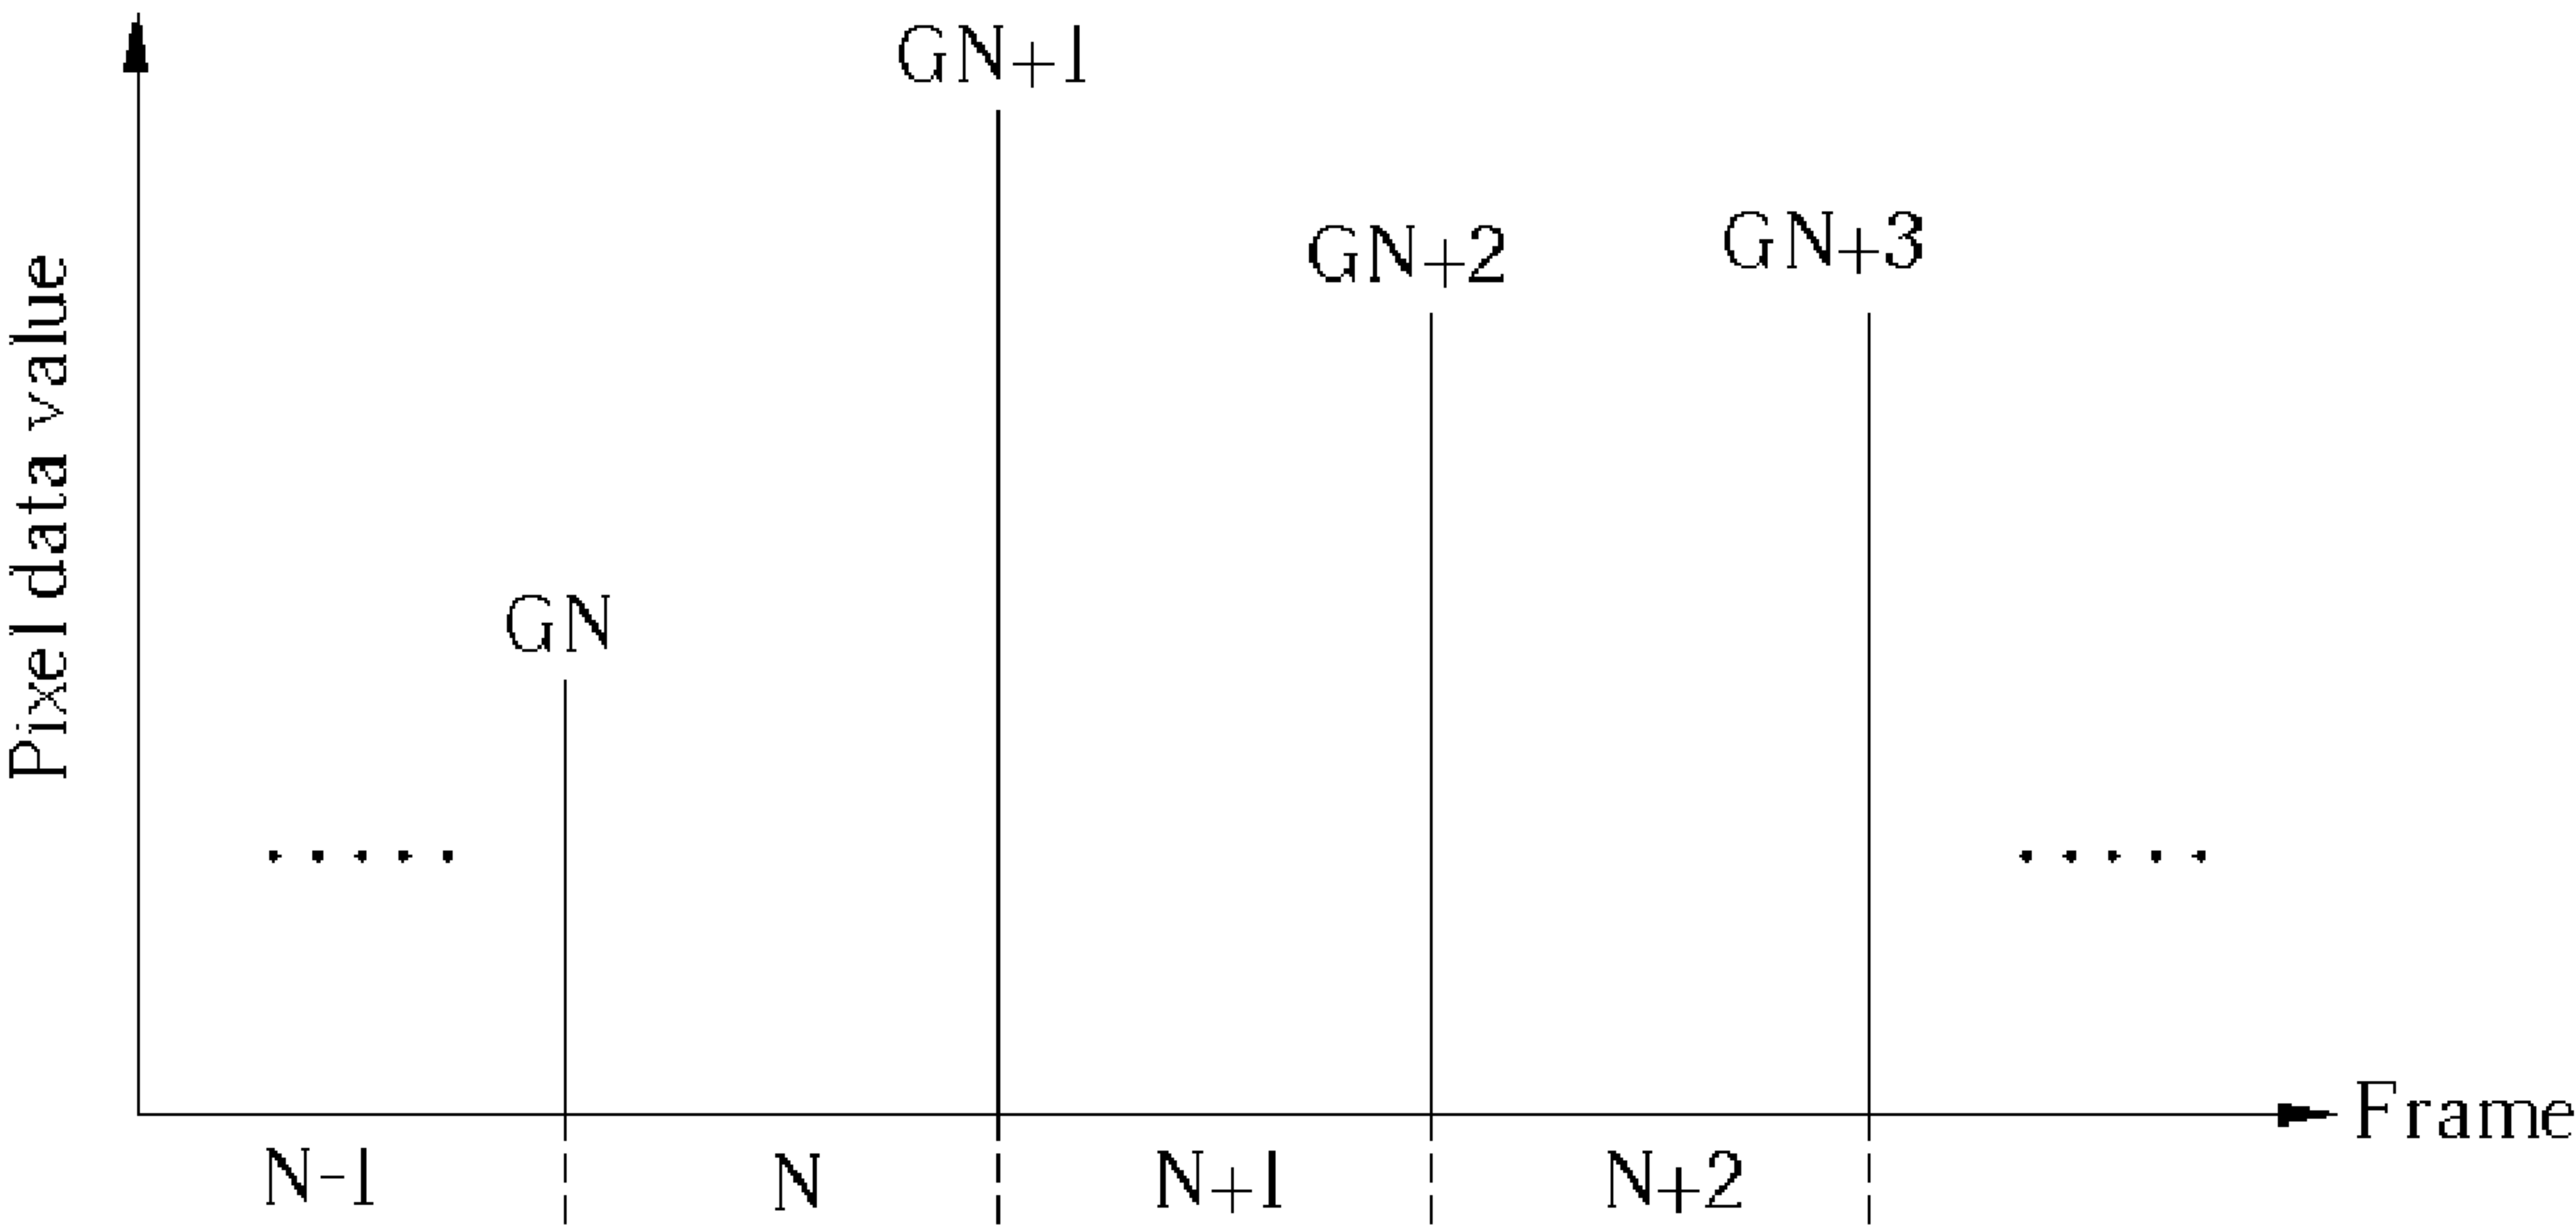 GN+1
GN+2
GN+3
Pixel data value
GN
.....
.....
Frame
N-1
N
N+1
N+2